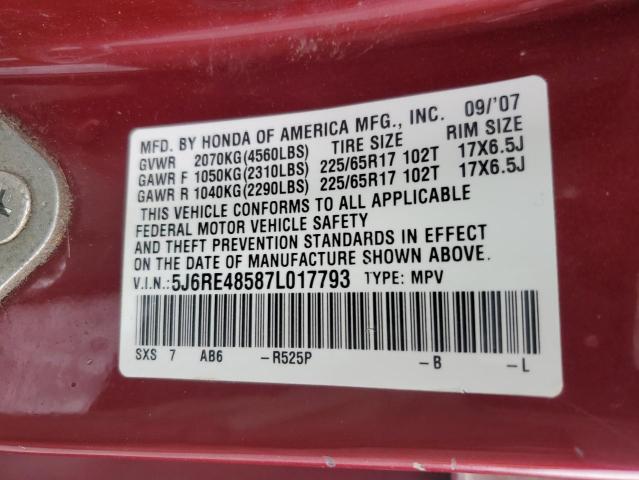 MFD. BY HONDA OF AMERICA MFG., INC. 09/'07
GVWR 2070KG(4560LBS) TIRE SIZE RIM SIZE
GAWR F 1050KG(2310LBS) 225/65R17 102T 17X6.5J
GAWR R 1040KG(2290LBS) 225/65R17 102T 17X6.5J
THIS VEHICLE CONFORMS TO ALL APPLICABLE
FEDERAL MOTOR VEHICLE SAFETY
AND THEFT PREVENTION STANDARDS IN EFFECT
ON THE DATE OF MANUFACTURE SHOWN ABOVE.
V.I.N.: 5J6RE48587L017793 TYPE: MPV
SXS 7 AB6 -R525P -B -L